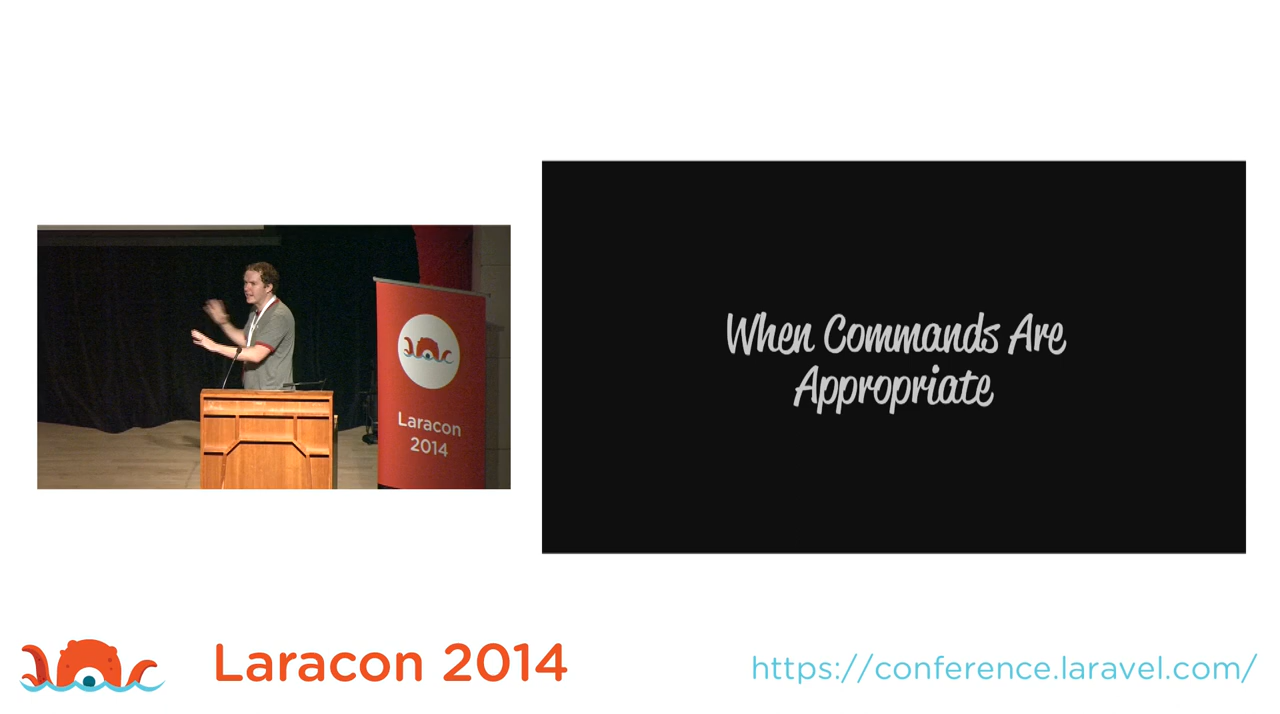 When Commands Are
Appropriate
Laracon
2014
Laracon 2014
https://conference.laravel.com/